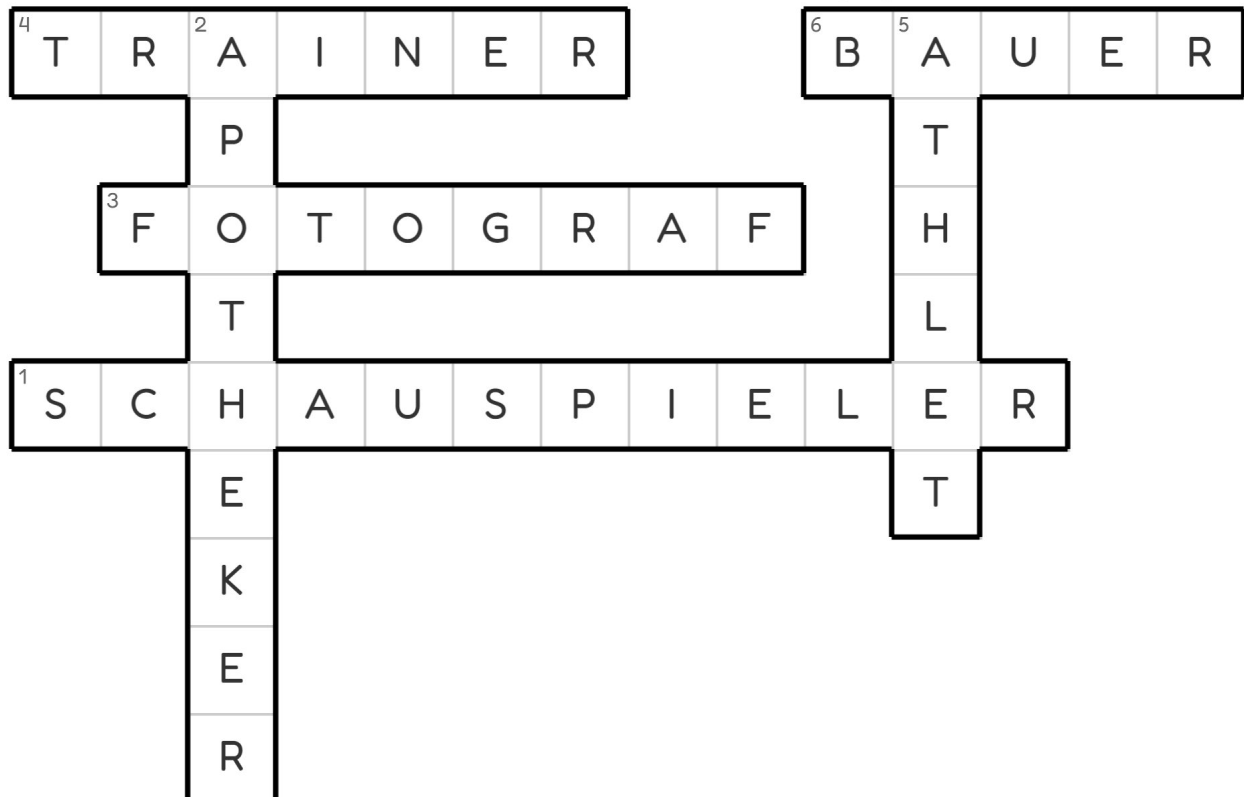 4 T R 2 A I N E R 6 B 5 A U E R
P T
3 F O T O G R A F H
T L
1 S C H A U S P I E L E R
E T
K
E
R